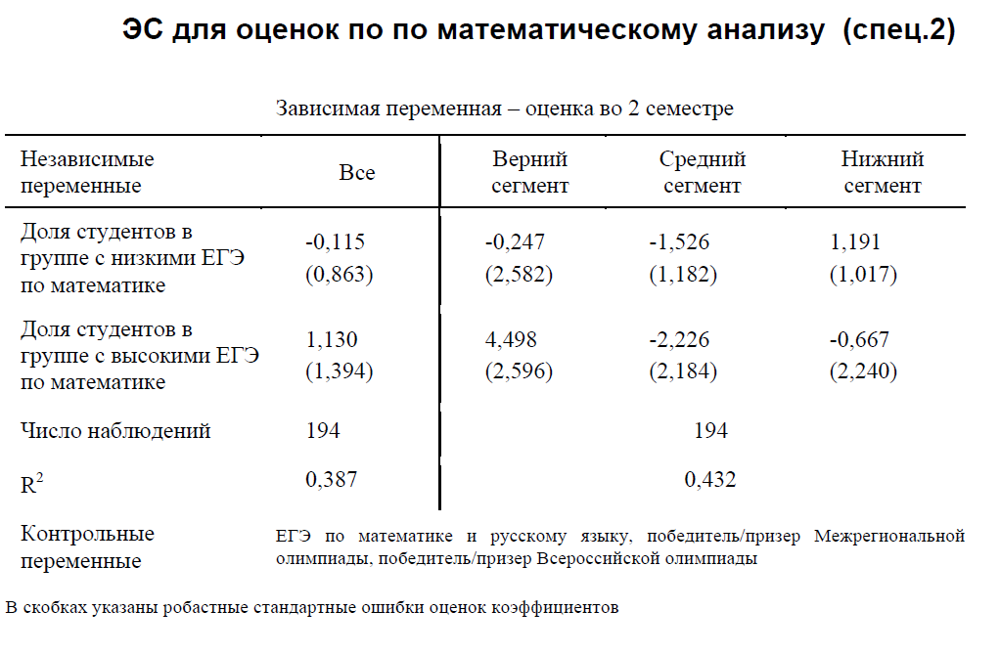 ЭС для оценок по по математическому анализу (спец.2)
Зависимая переменная – оценка во 2 семестре
Независимые
переменные
Все
Верний
сегмент
Средний
сегмент
Нижний
сегмент
Доля студентов в
группе с низкими ЕГЭ
по математике
-0,115
(0,863)
-0,247
(2,582)
-1,526
(1,182)
1,191
(1,017)
Доля студентов в
группе с высокими ЕГЭ
по математике
1,130
(1,394)
4,498
(2,596)
-2,226
(2,184)
-0,667
(2,240)
Число наблюдений
194
194
R²
0,387
0,432
Контрольные
переменные
ЕГЭ по математике и русскому языку, победитель/призер Межрегиональной
олимпиады, победитель/призер Всероссийской олимпиады
В скобках указаны робастные стандартные ошибки оценок коэффициентов